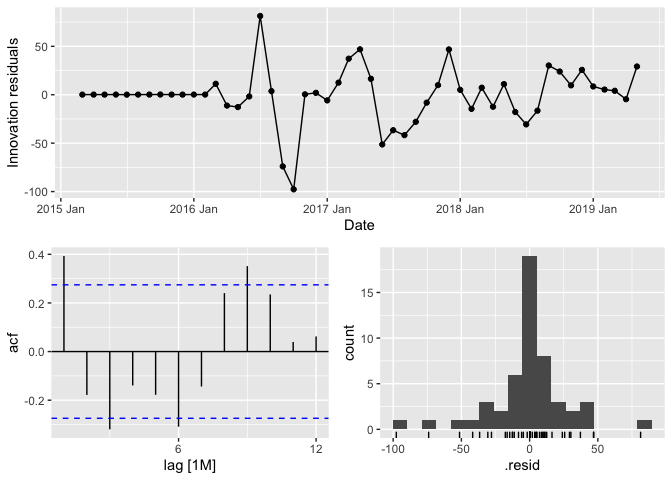 Innovation residuals
50
0
-50
-100
2015 Jan 2016 Jan 2017 Jan 2018 Jan 2019 Jan
Date
acf
0.4
0.2
0.0
-0.2
6 12
lag [1M]
count
15
10
5
0
-100 -50 0 50
.resid